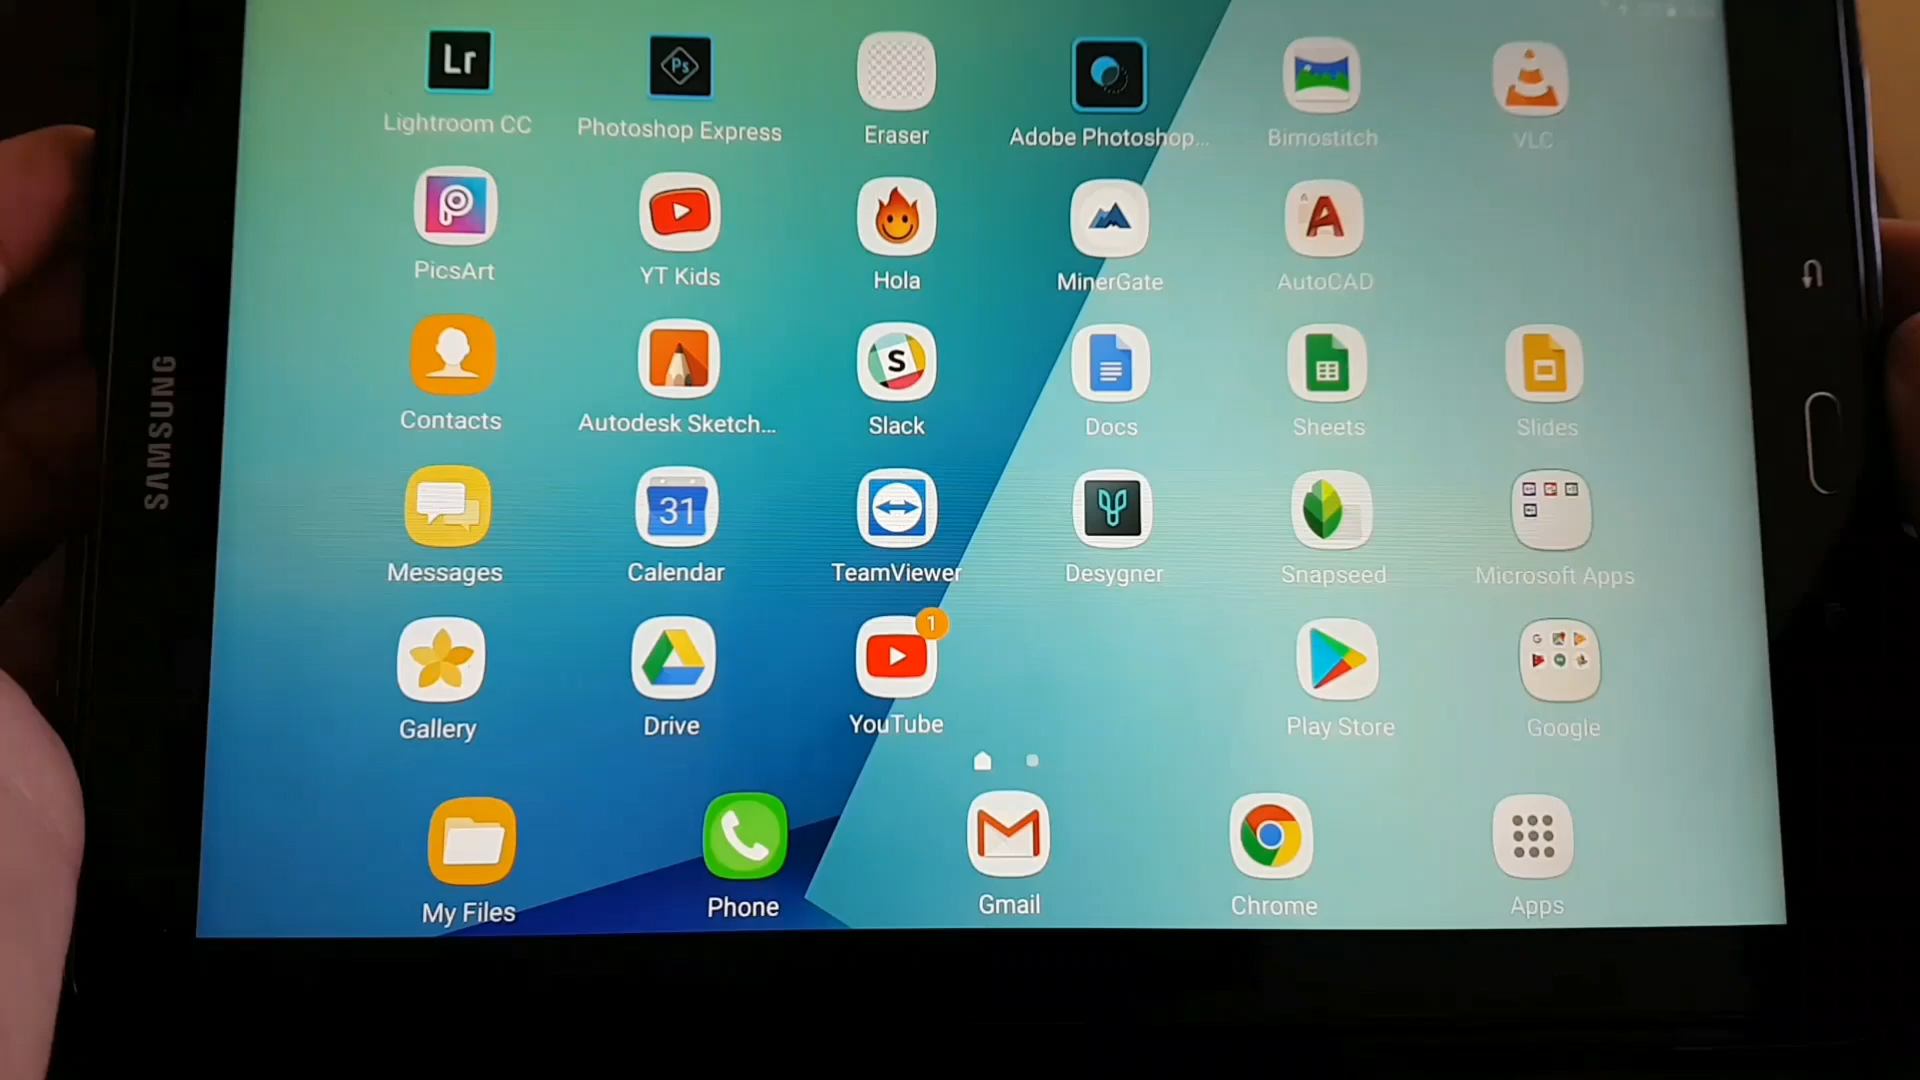 Lr
Ps
Lightroom CC
Photoshop Express
Eraser
Adobe Photoshop...
Bimostitch
VLC
A
PicsArt
YT Kids
Hola
MinerGate
AutoCAD
SAMSUNG
S
Contacts
Autodesk Sketch...
Slack
Docs
Sheets
Slides
31
Messages
Calendar
TeamViewer
Desygner
Snapseed
Microsoft Apps
1
G
Gallery
Drive
YouTube
Play Store
Google
My Files
Phone
Gmail
Chrome
Apps